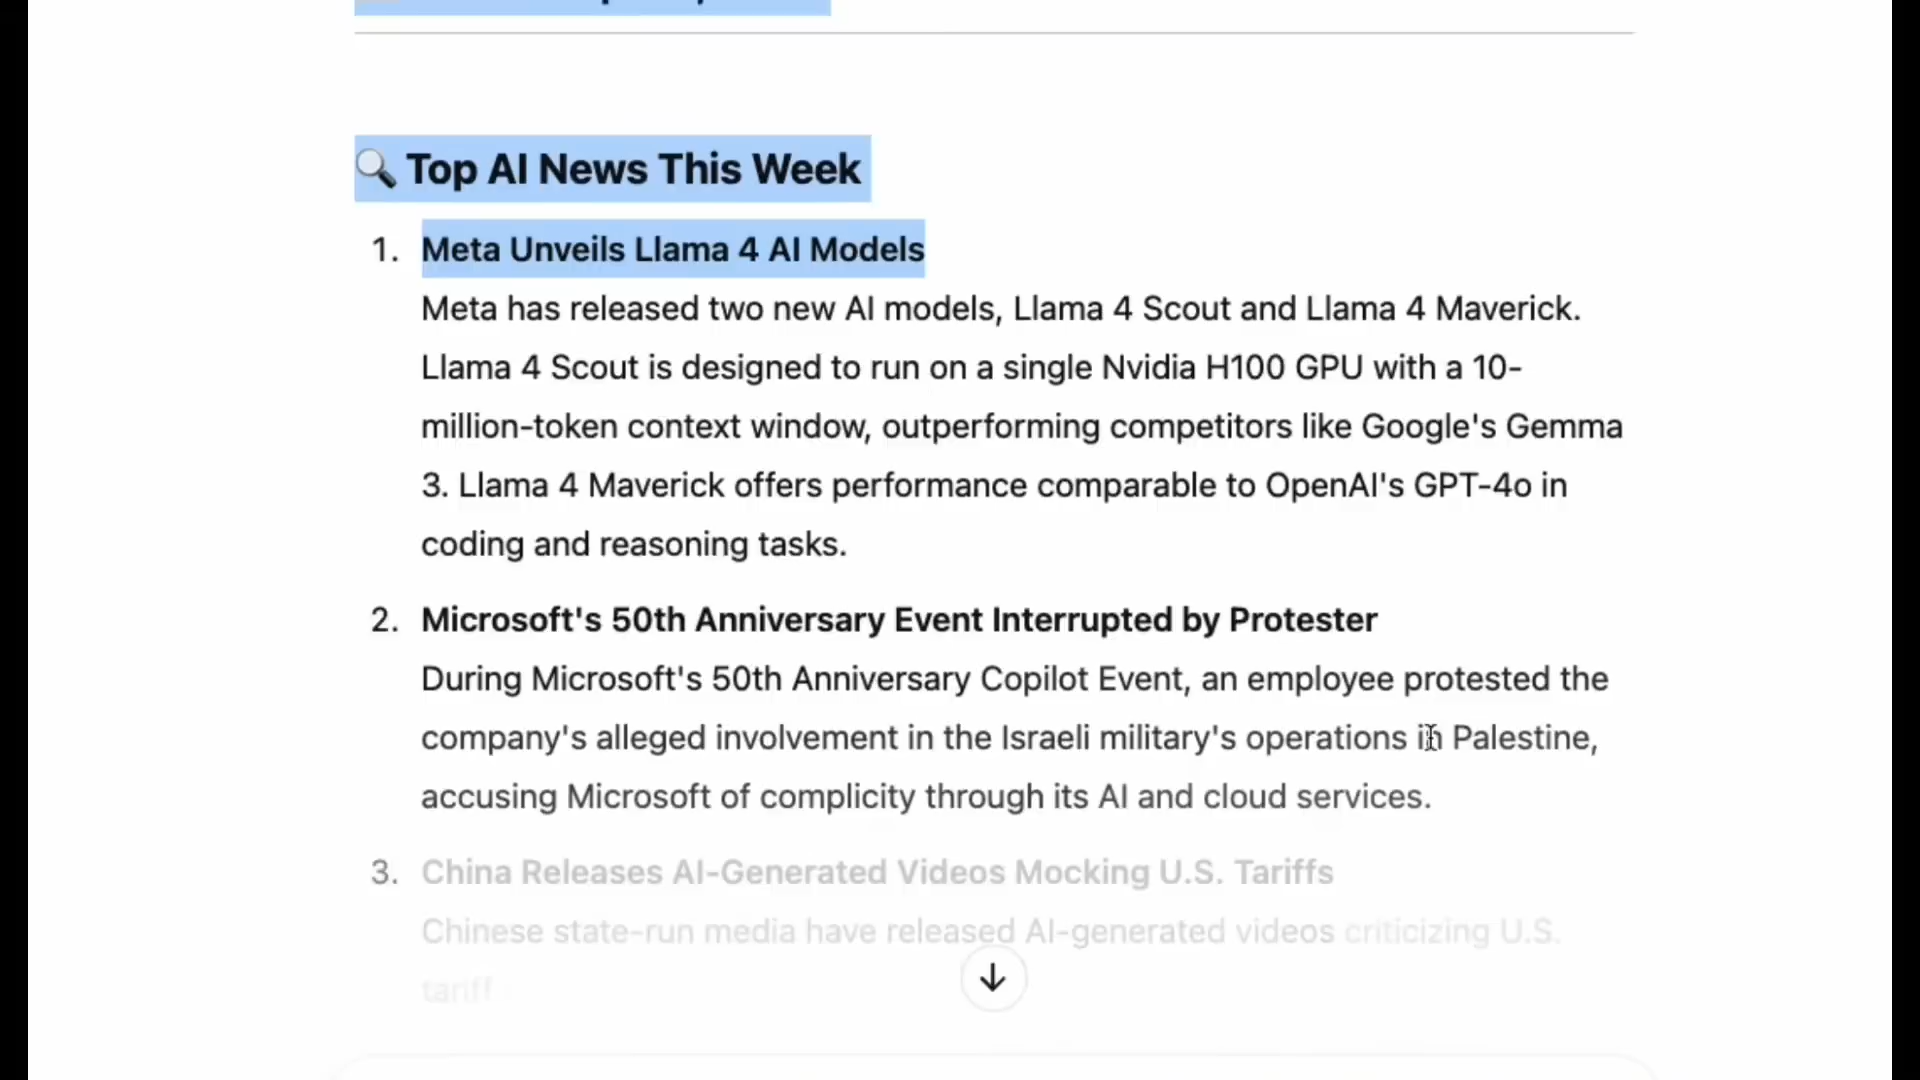 🔍 Top AI News This Week
1. Meta Unveils Llama 4 AI Models
Meta has released two new AI models, Llama 4 Scout and Llama 4 Maverick.
Llama 4 Scout is designed to run on a single Nvidia H100 GPU with a 10-
million-token context window, outperforming competitors like Google's Gemma
3. Llama 4 Maverick offers performance comparable to OpenAI's GPT-4o in
coding and reasoning tasks.
2. Microsoft's 50th Anniversary Event Interrupted by Protester
During Microsoft's 50th Anniversary Copilot Event, an employee protested the
company's alleged involvement in the Israeli military's operations in Palestine,
accusing Microsoft of complicity through its AI and cloud services.
3. China Releases AI-Generated Videos Mocking U.S. Tariffs
Chinese state-run media have released AI-generated videos criticizing U.S.
tariff